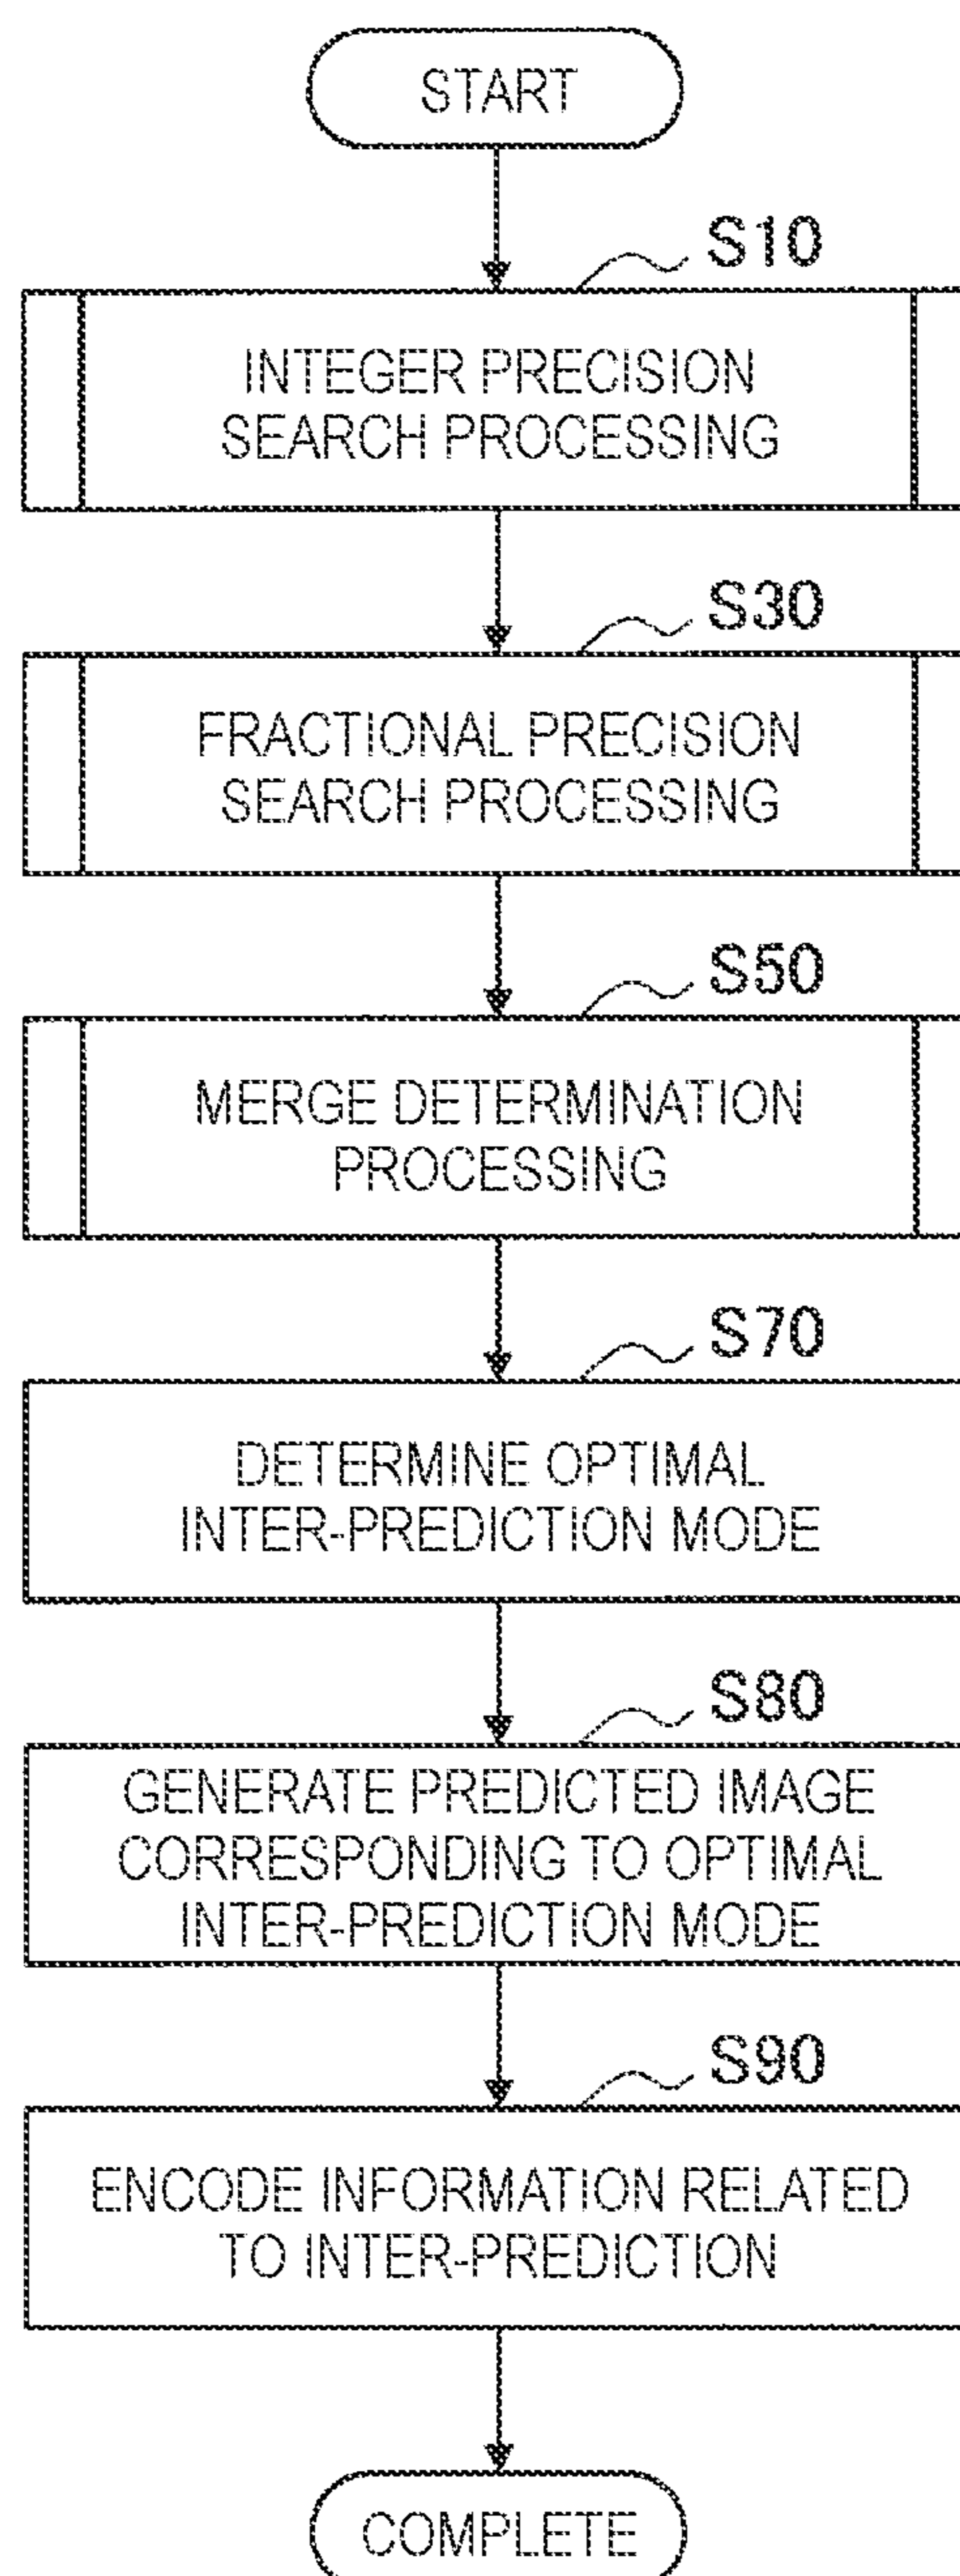 START
S10
INTEGER PRECISION
SEARCH PROCESSING
S30
FRACTIONAL PRECISION
SEARCH PROCESSING
S50
MERGE DETERMINATION
PROCESSING
S70
DETERMINE OPTIMAL
INTER-PREDICTION MODE
S80
GENERATE PREDICTED IMAGE
CORRESPONDING TO OPTIMAL
INTER-PREDICTION MODE
S90
ENCODE INFORMATION RELATED
TO INTER-PREDICTION
COMPLETE